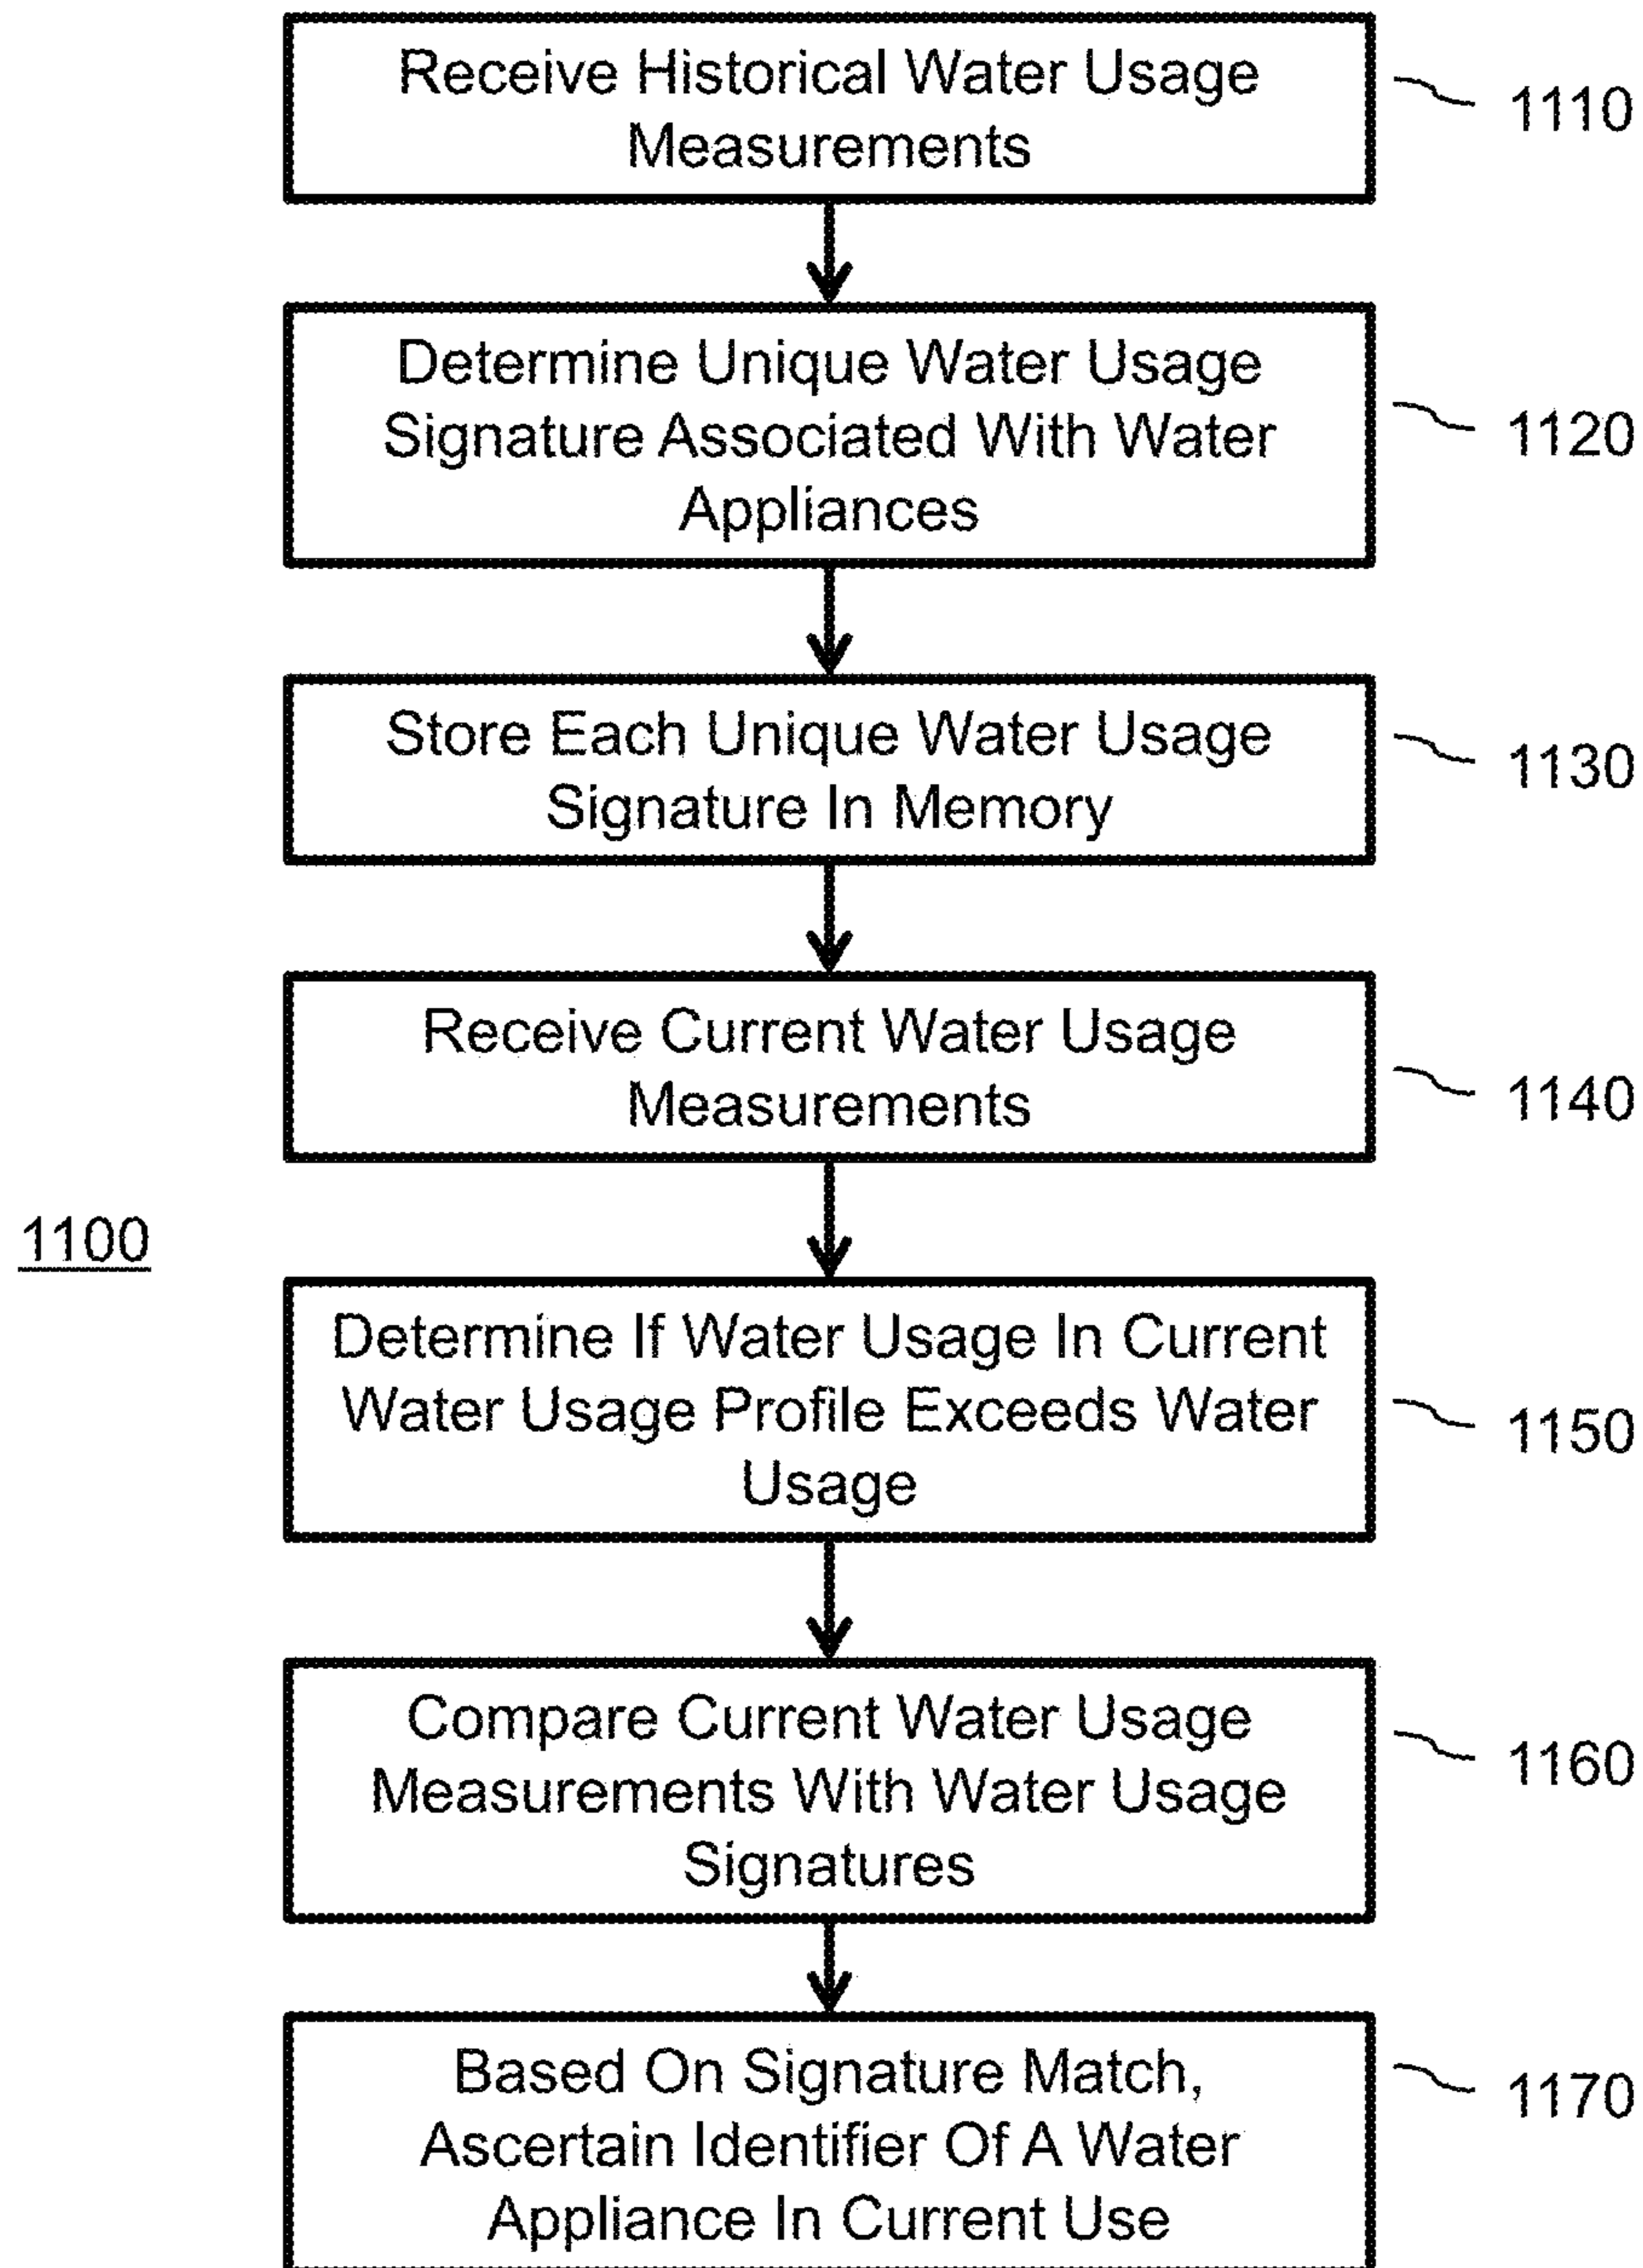 Receive Historical Water Usage
Measurements
1110
Determine Unique Water Usage
Signature Associated With Water
Appliances
1120
Store Each Unique Water Usage
Signature In Memory
1130
Receive Current Water Usage
Measurements
1140
1100
Determine If Water Usage In Current
Water Usage Profile Exceeds Water
Usage
1150
Compare Current Water Usage
Measurements With Water Usage
Signatures
1160
Based On Signature Match,
Ascertain Identifier Of A Water
Appliance In Current Use
1170